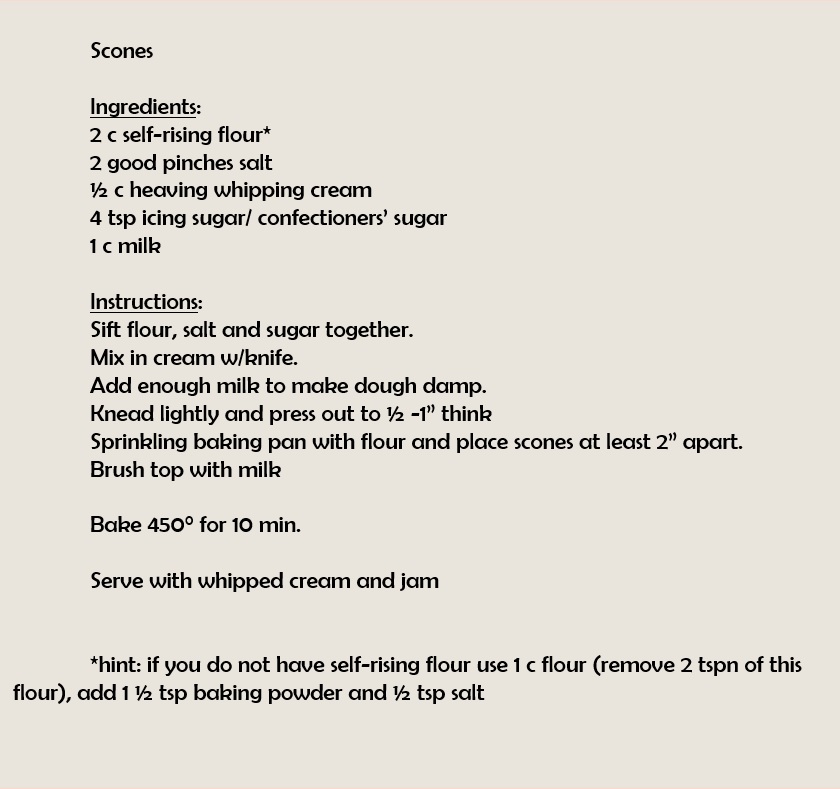 Scones
Ingredients:
2 c self-rising flour*
2 good pinches salt
½ c heaving whipping cream
4 tsp icing sugar/ confectioners’ sugar
1 c milk
Instructions:
Sift flour, salt and sugar together.
Mix in cream w/knife.
Add enough milk to make dough damp.
Knead lightly and press out to ½ -1” think
Sprinkling baking pan with flour and place scones at least 2” apart.
Brush top with milk
Bake 450° for 10 min.
Serve with whipped cream and jam
*hint: if you do not have self-rising flour use 1 c flour (remove 2 tspn of this
flour), add 1 ½ tsp baking powder and ½ tsp salt